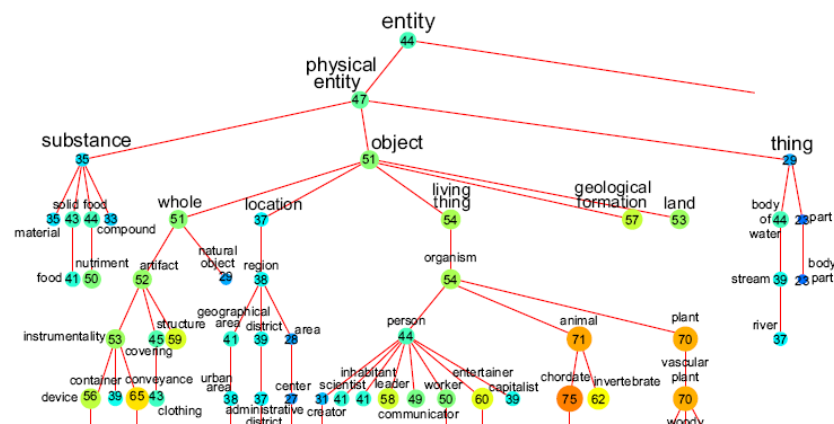 entity
44
physical
entity
47
substance
object
thing
35
51
29
solid food
whole
location
living
thing
geological
formation
land
body
of
water
part
35 43 44 33
51
37
54
57
53
44
23
material
compound
nutriment
artifact
natural
object
region
organism
stream
body
part
food 41 50
52
29
38
54
39
23
instrumentality
structure
geographical
area
district
area
person
animal
plant
river
53
45 59
41
39
28
44
71
70
37
covering
container
conveyance
urban
area
center
inhabitant
scientist
leader
worker
entertainer
capitalist
chordate
invertebrate
vascular
plant
device 56
39
65
43
38
37
27
31
41
41
58
49
50
60
39
75
62
70
clothing
administrative
district
creator
communicator
woody